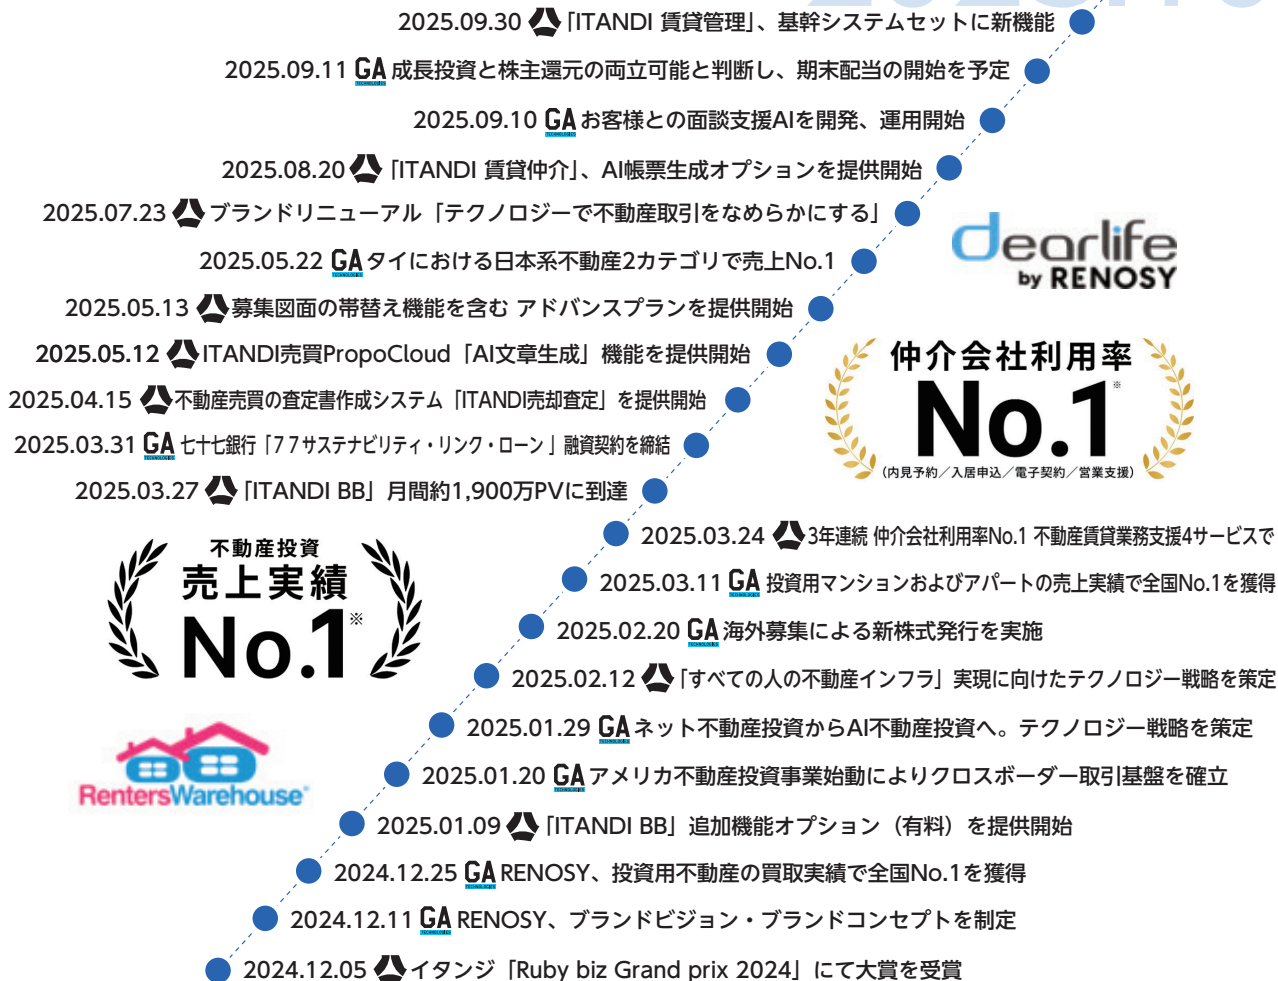 2025.09.30 「ITANDI 賃貸管理」、基幹システムセットに新機能
2025.09.11 GA TECHNOLOGIES 成長投資と株主還元の両立可能と判断し、期末配当の開始を予定
2025.09.10 GA TECHNOLOGIES お客様との面談支援AIを開発、運用開始
2025.08.20 「ITANDI 賃貸仲介」、AI帳票生成オプションを提供開始
2025.07.23 ブランドリニューアル「テクノロジーで不動産取引をなめらかにする」
2025.05.22 GA TECHNOLOGIES タイにおける日本系不動産2カテゴリで売上No.1
2025.05.13 募集図面の帯替え機能を含む アドバンスプランを提供開始
2025.05.12 ITANDI売買PropoCloud「AI文章生成」機能を提供開始
2025.04.15 不動産売買の査定書作成システム「ITANDI売却査定」を提供開始
2025.03.31 GA TECHNOLOGIES 七十七銀行「77サステナビリティ・リンク・ローン」融資契約を締結
2025.03.27 「ITANDI BB」月間約1,900万PVに到達
dearlife
by RENOSY
仲介会社利用率
No.1※
(内見予約／入居申込／電子契約／営業支援)
2025.03.24 3年連続 仲介会社利用率No.1 不動産賃貸業務支援4サービスで
2025.03.11 GA TECHNOLOGIES 投資用マンションおよびアパートの売上実績で全国No.1を獲得
2025.02.20 GA TECHNOLOGIES 海外募集による新株式発行を実施
2025.02.12 「すべての人の不動産インフラ」実現に向けたテクノロジー戦略を策定
2025.01.29 GA TECHNOLOGIES ネット不動産投資からAI不動産投資へ。テクノロジー戦略を策定
2025.01.20 GA TECHNOLOGIES アメリカ不動産投資事業始動によりクロスボーダー取引基盤を確立
2025.01.09 「ITANDI BB」追加機能オプション（有料）を提供開始
2024.12.25 GA TECHNOLOGIES RENOSY、投資用不動産の買取実績で全国No.1を獲得
2024.12.11 GA TECHNOLOGIES RENOSY、ブランドビジョン・ブランドコンセプトを制定
2024.12.05 イタンジ「Ruby biz Grand prix 2024」にて大賞を受賞
不動産投資
売上実績
No.1※
RentersWarehouse®